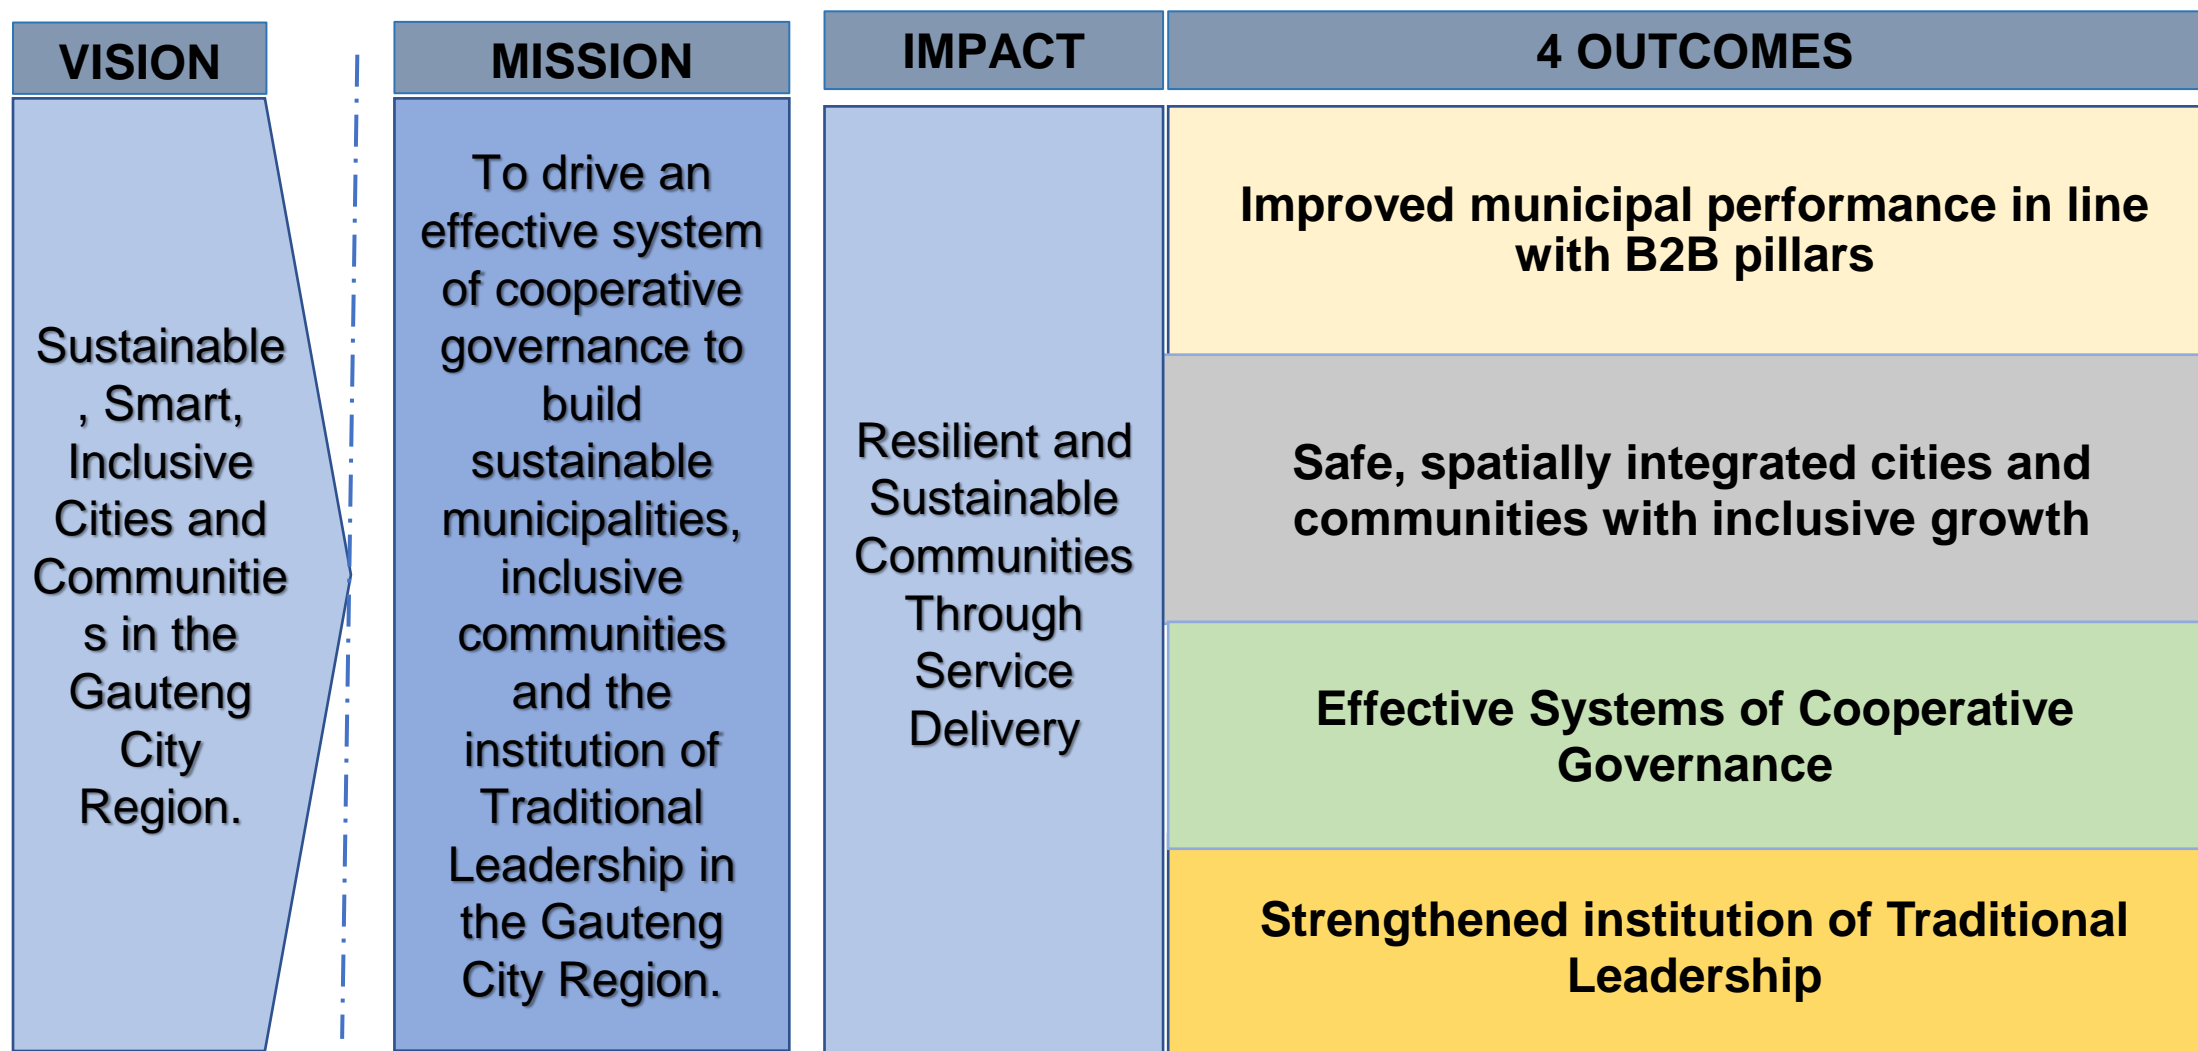 VISION
Sustainable
, Smart,
Inclusive
Cities and
Communitie
s in the
Gauteng
City
Region.
MISSION
To drive an
effective system
of cooperative
governance to
build
sustainable
municipalities,
inclusive
communities
and the
institution of
Traditional
Leadership in
the Gauteng
City Region.
IMPACT
Resilient and
Sustainable
Communities
Through
Service
Delivery
4 OUTCOMES
Improved municipal performance in line
with B2B pillars
Safe, spatially integrated cities and
communities with inclusive growth
Effective Systems of Cooperative
Governance
Strengthened institution of Traditional
Leadership